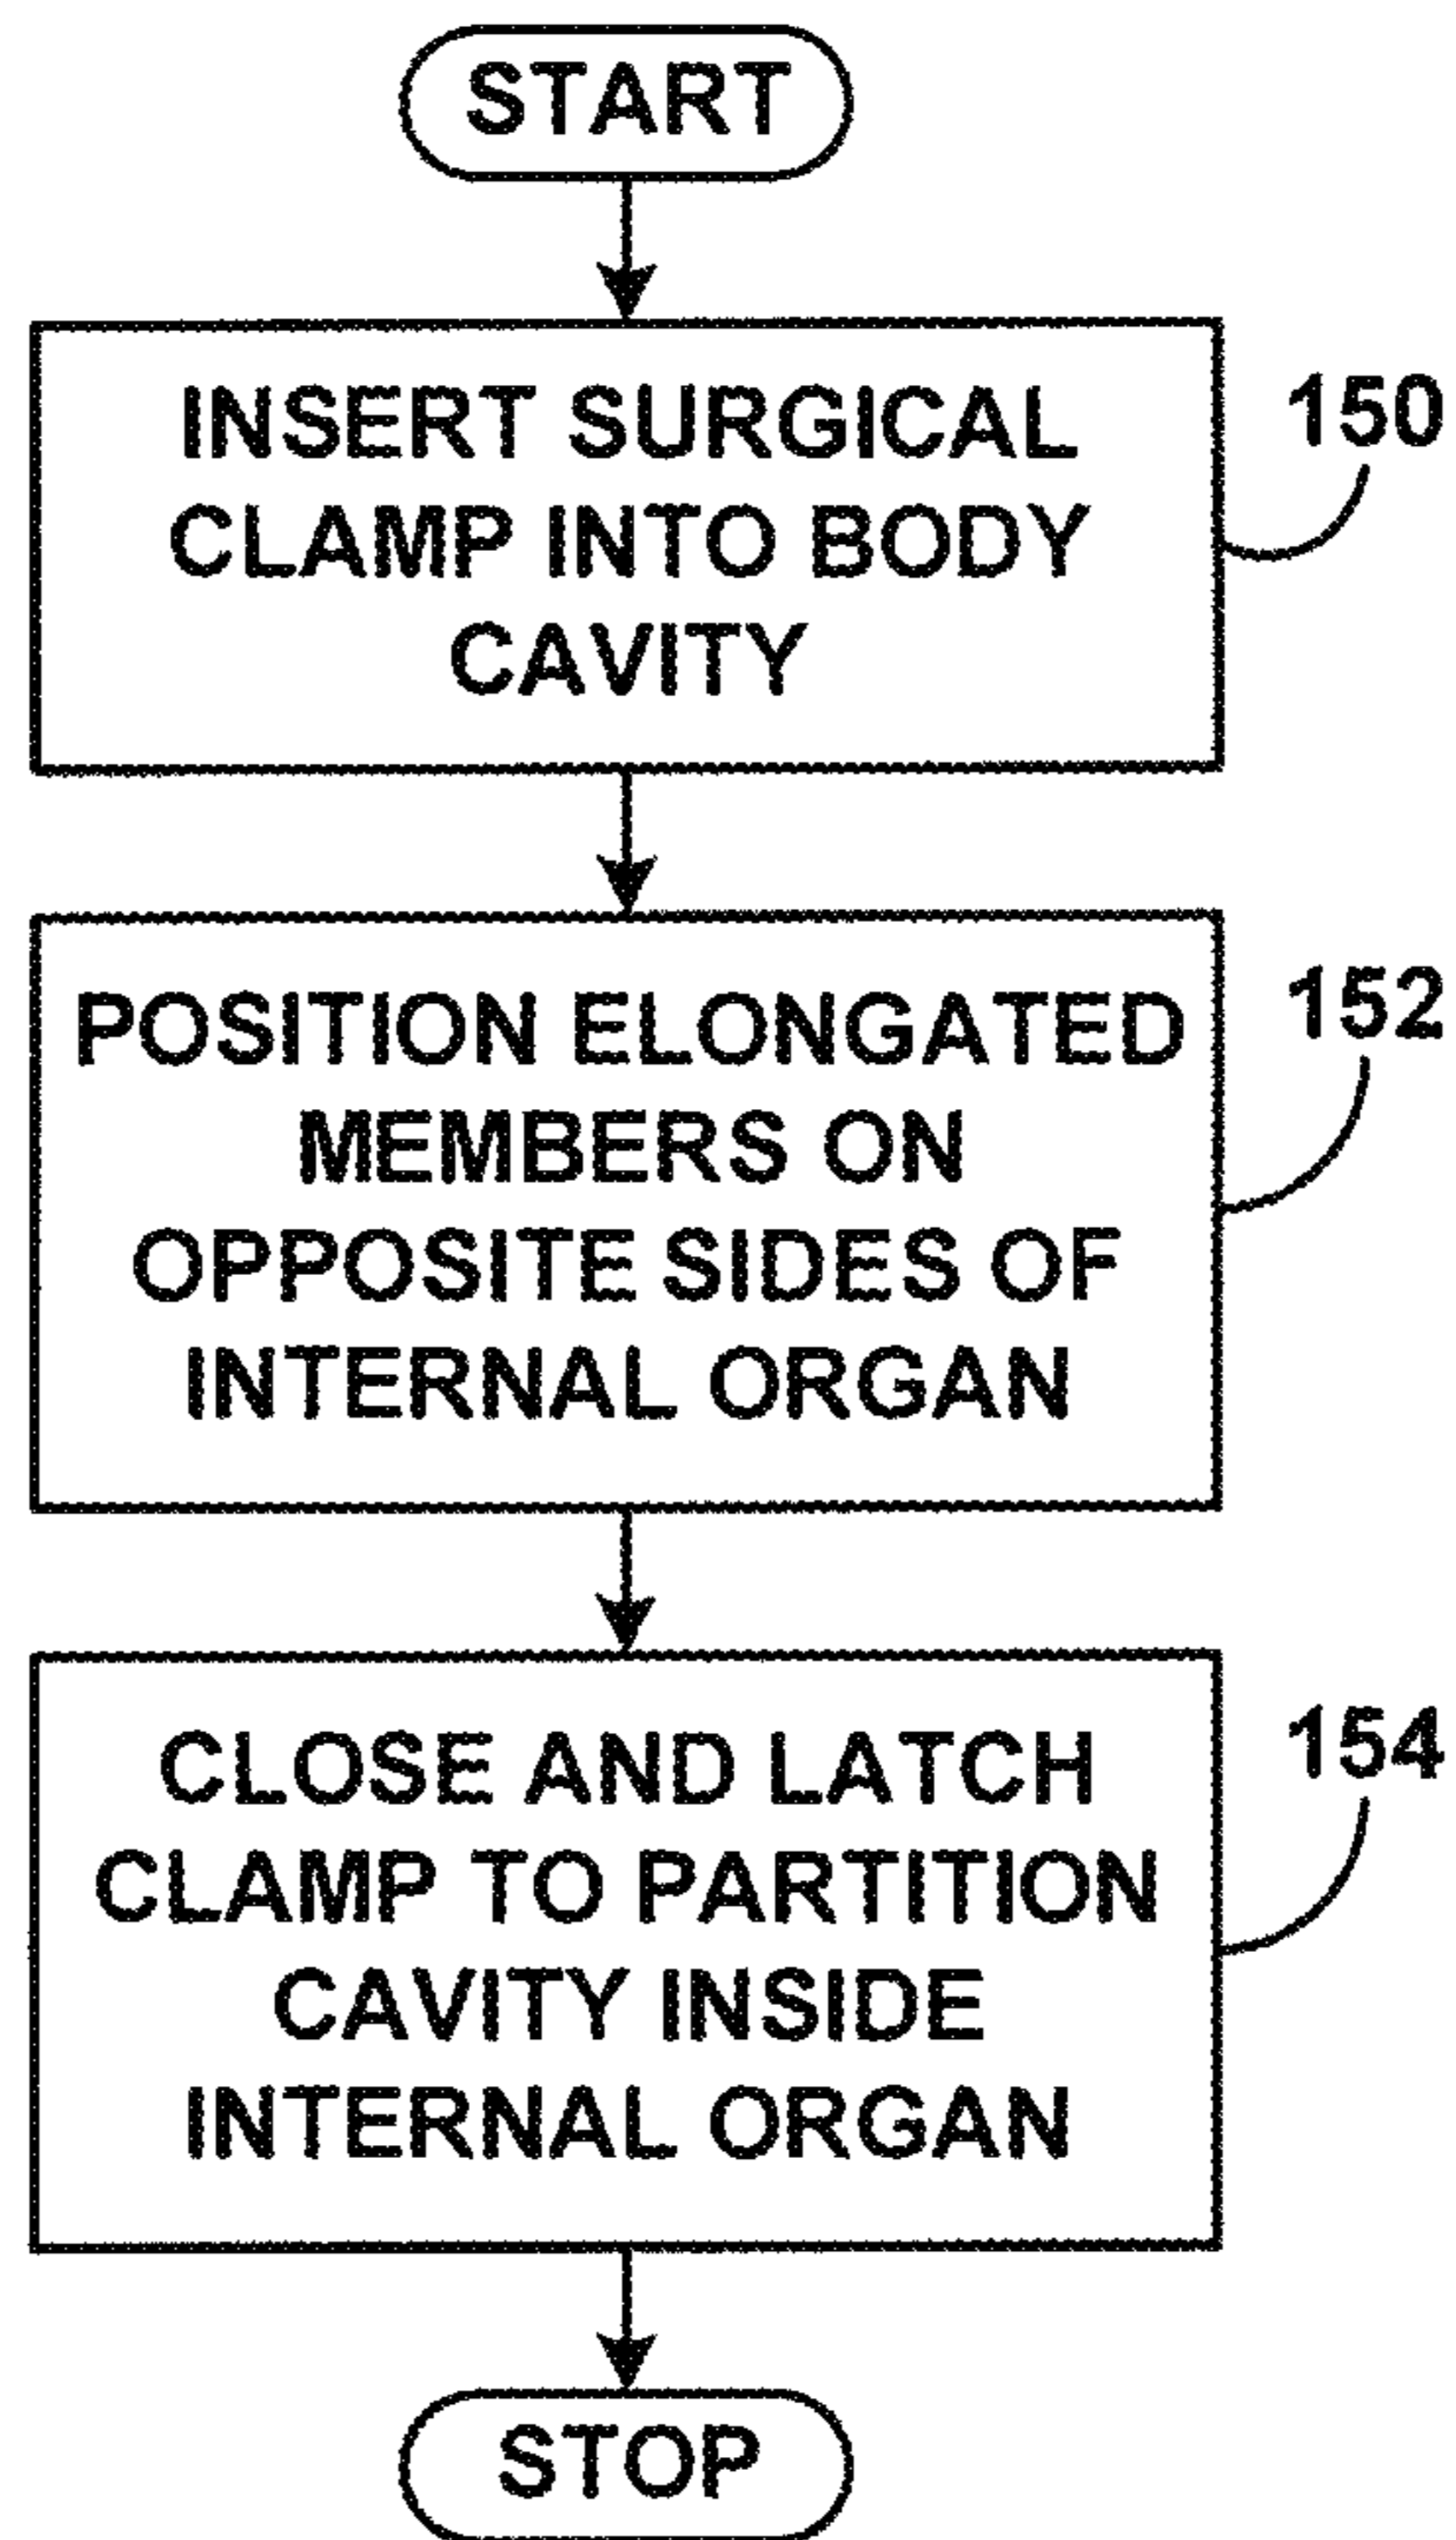 START
INSERT SURGICAL
CLAMP INTO BODY
CAVITY
150
POSITION ELONGATED
MEMBERS ON
OPPOSITE SIDES OF
INTERNAL ORGAN
152
CLOSE AND LATCH
CLAMP TO PARTITION
CAVITY INSIDE
INTERNAL ORGAN
154
STOP